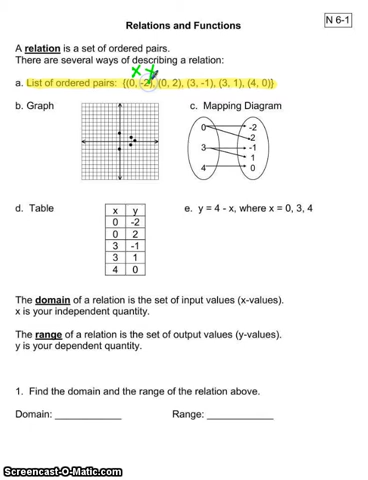 N 6-1
Relations and Functions
A relation is a set of ordered pairs.
There are several ways of describing a relation:
x y
a. List of ordered pairs: {(0, -2), (0, 2), (3, -1), (3, 1), (4, 0)}
b. Graph
c. Mapping Diagram
0 -2
2
3 -1
1
4 0
d. Table
x y
0 -2
0 2
3 -1
3 1
4 0
e. y = 4 - x, where x = 0, 3, 4
The domain of a relation is the set of input values (x-values).
x is your independent quantity.
The range of a relation is the set of output values (y-values).
y is your dependent quantity.
1. Find the domain and the range of the relation above.
Domain: ____________ Range: ____________
Screencast-O-Matic.com